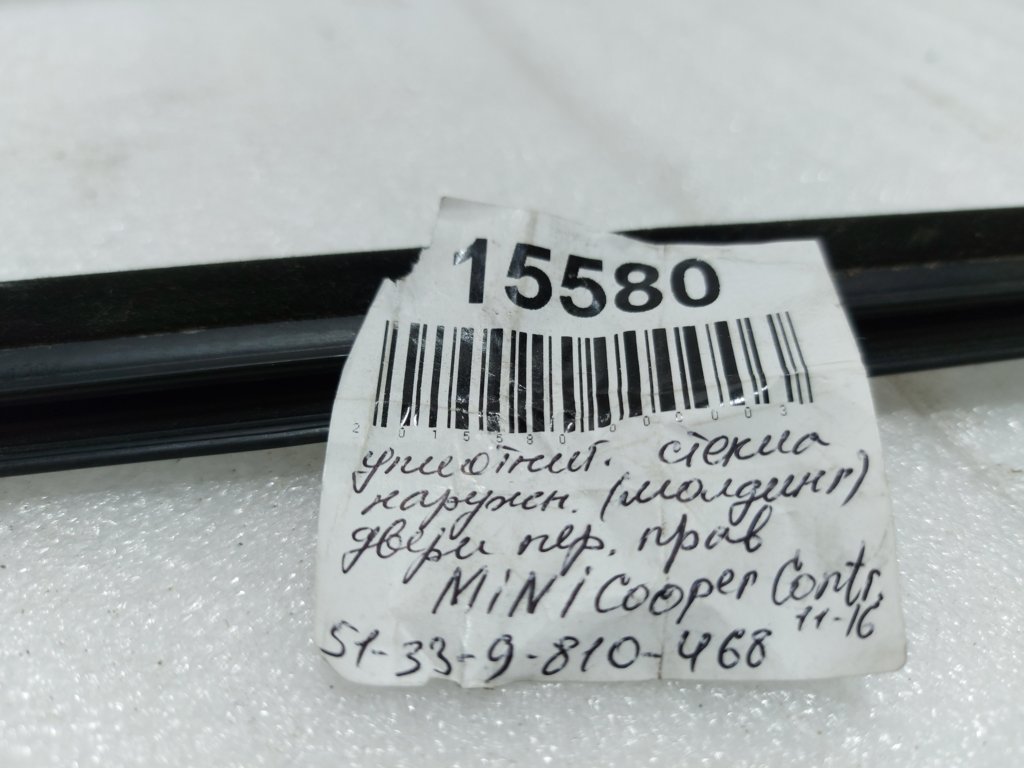 15580
2015580000003
уплотнит. стекла
наружн. (молдинг)
двери пер. прав
MiNi Cooper Contr.
11-16
51-33-9-810-468